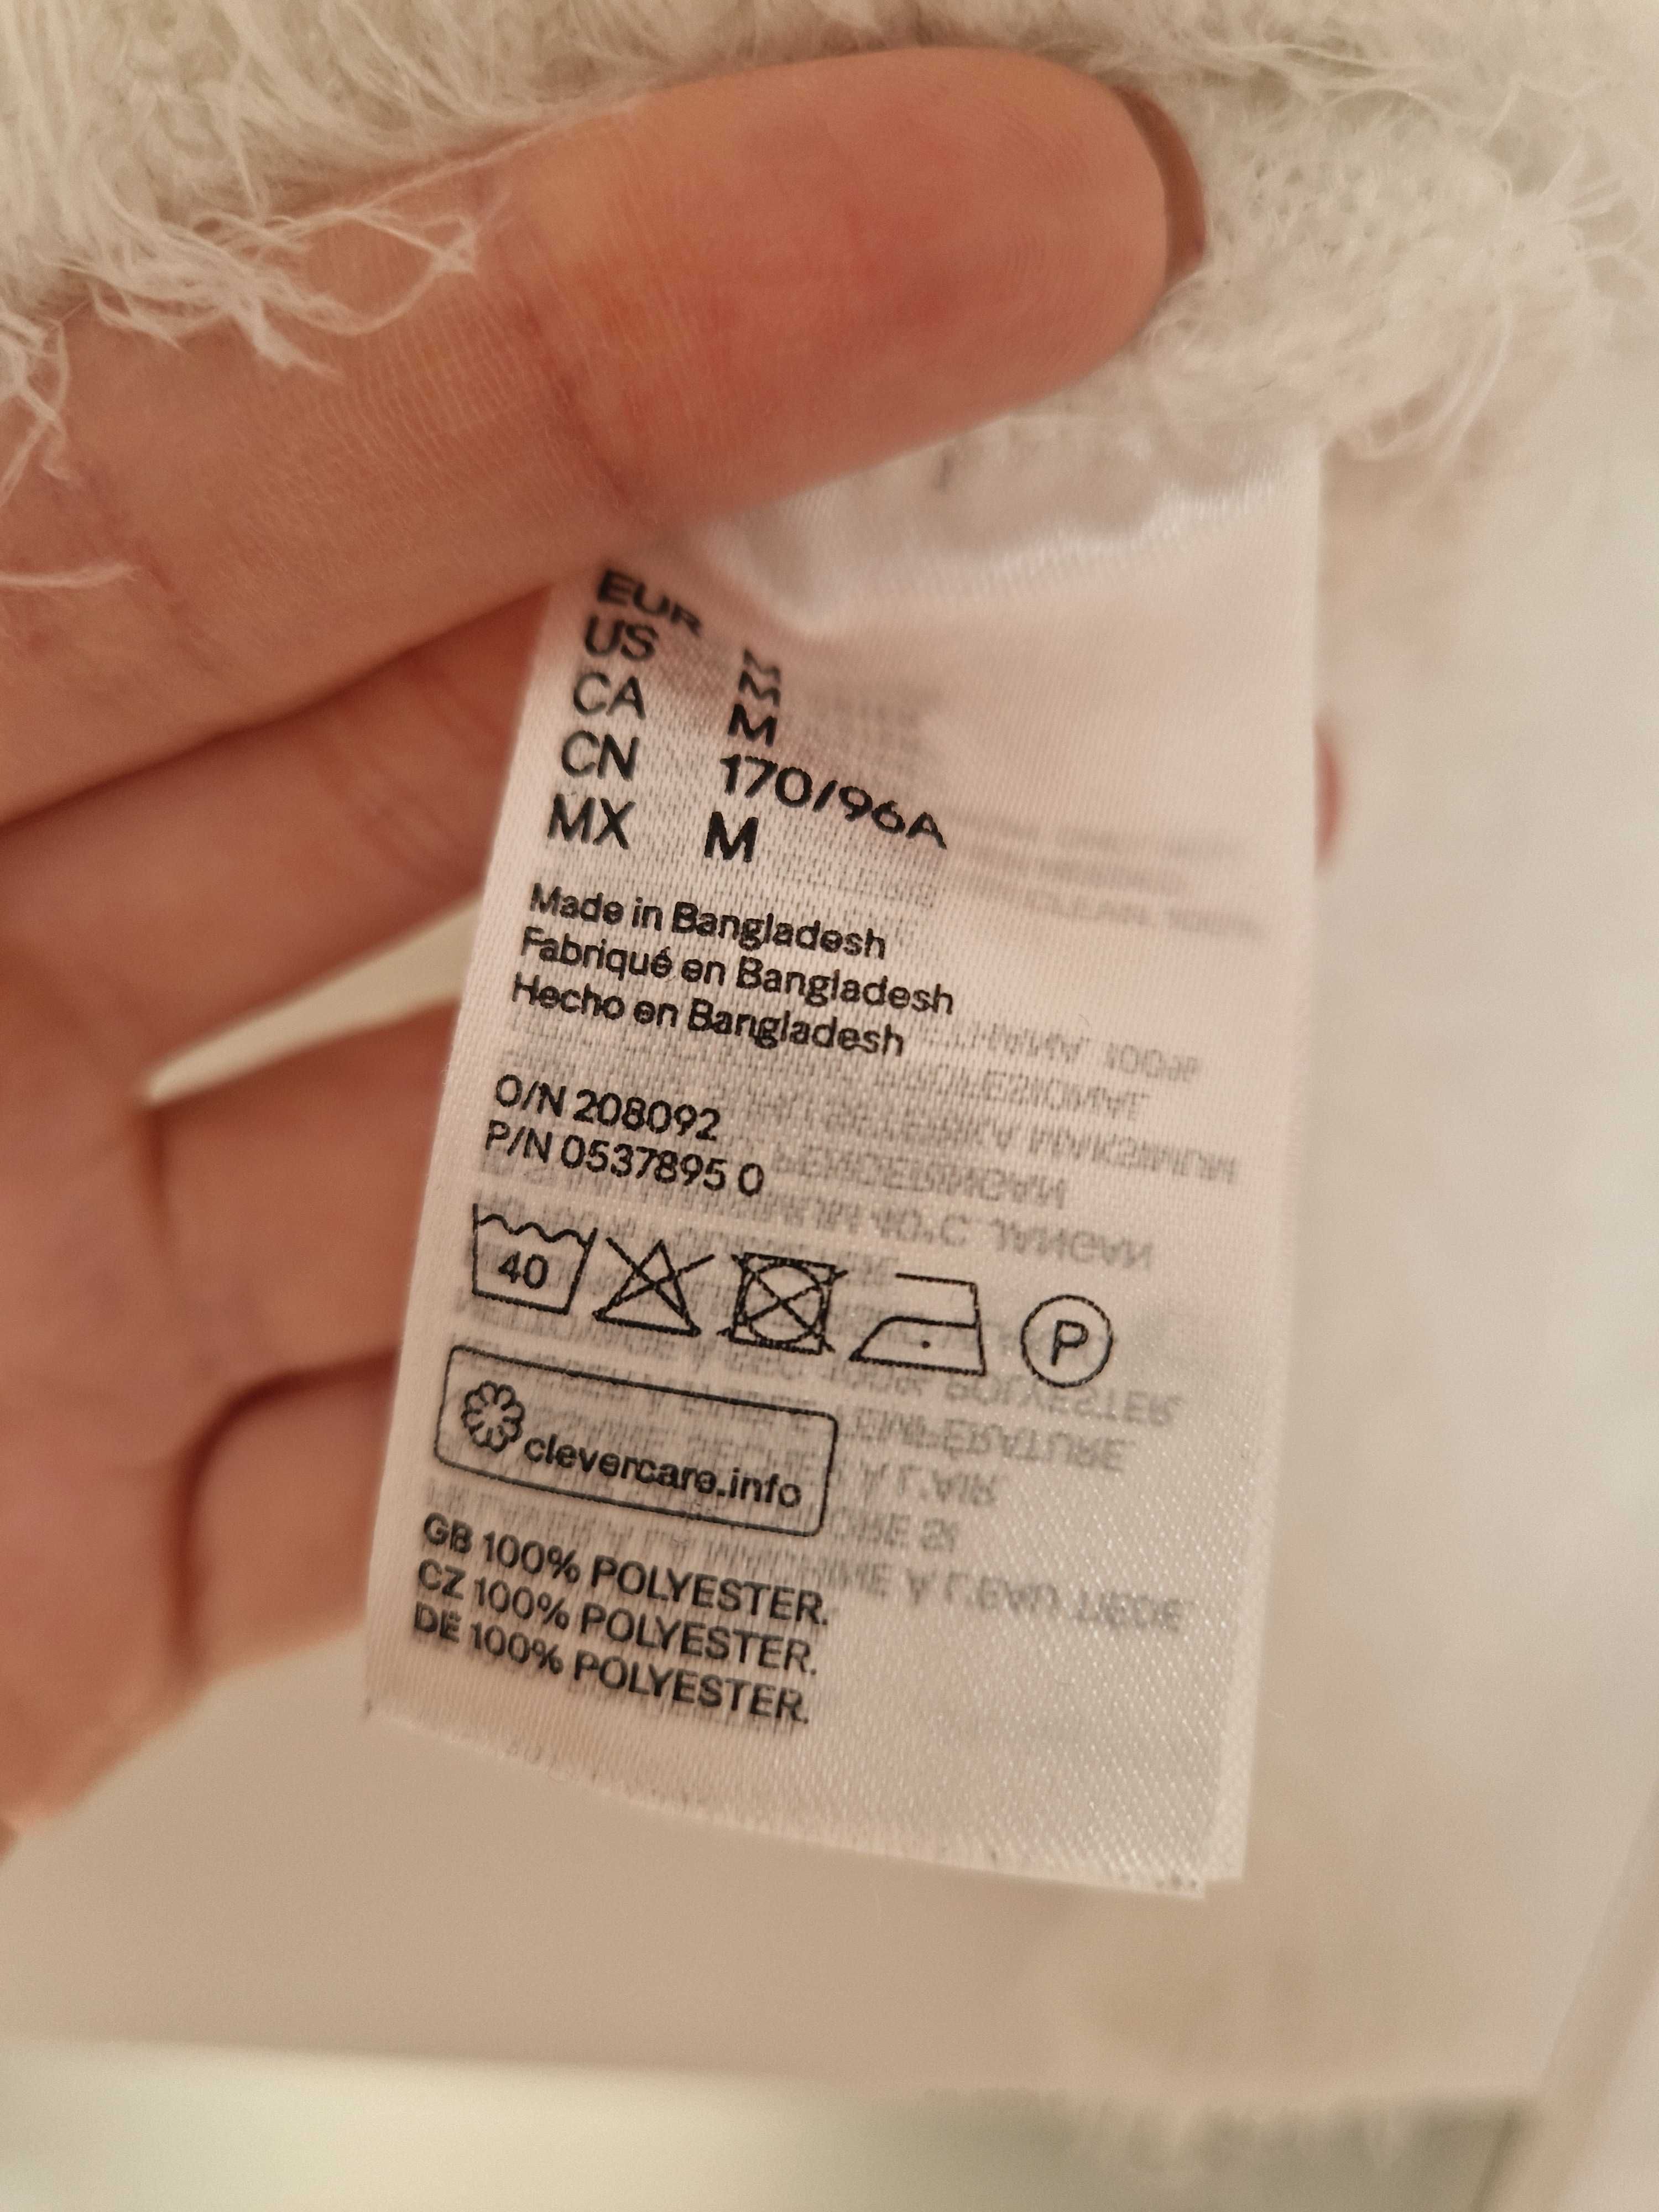 EUR M
US M
CA M
CN 170/96A
MX M
Made in Bangladesh
Fabriqué en Bangladesh
Hecho en Bangladesh
O/N 208092
P/N 0537895 0
40
P
clevercare.info
GB 100% POLYESTER.
CZ 100% POLYESTER.
DE 100% POLYESTER.